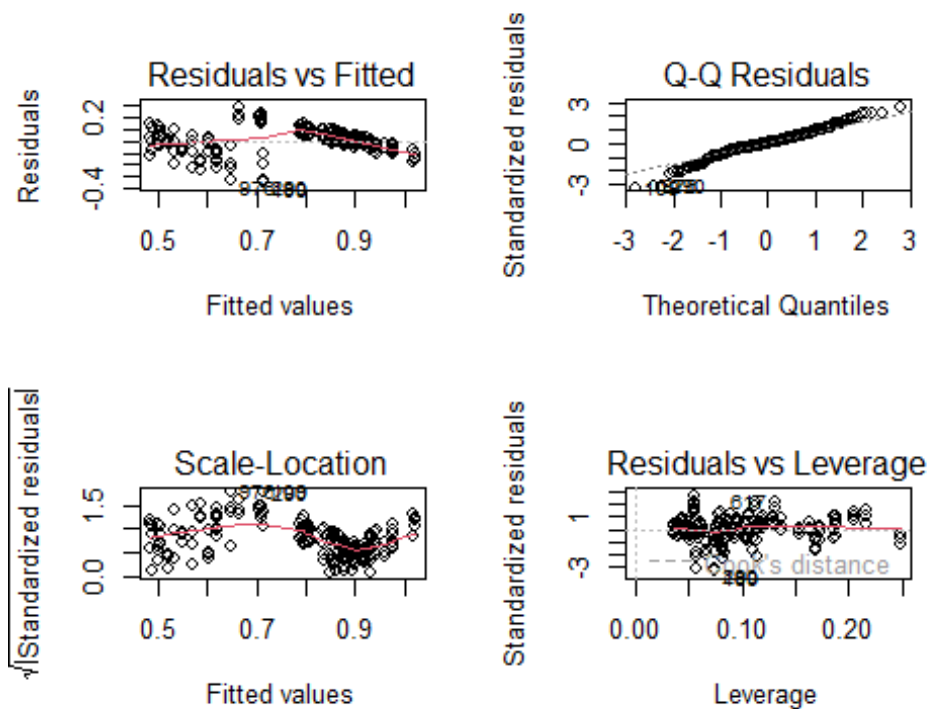 Residuals vs Fitted
Residuals
0.2
-0.4
0.5
0.7
0.9
Fitted values
Q-Q Residuals
Standardized residuals
3
0
-3
-3
-2
-1
0
1
2
3
Theoretical Quantiles
Scale-Location
√|Standardized residuals|
1.5
0.0
0.5
0.7
0.9
Fitted values
Residuals vs Leverage
Standardized residuals
1
-3
617
Cook's distance
0.00
0.10
0.20
Leverage